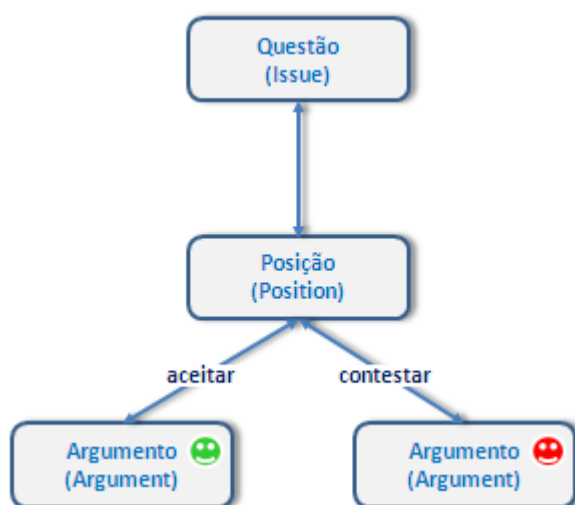 Questão
(Issue)
Posição
(Position)
aceitar
contestar
Argumento
(Argument)
Argumento
(Argument)